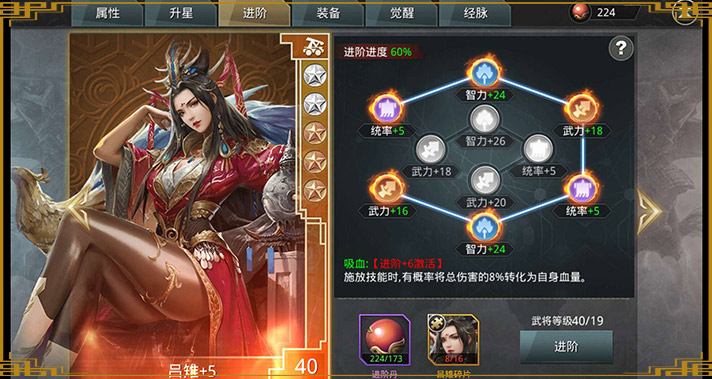 属性
升星
进阶
装备
觉醒
经脉
224
进阶进度 60%
?
智力+24
统率+5
武力+18
智力+26
武力+18
统率+5
武力+20
武力+16
统率+5
智力+24
吸血:【进阶+6激活】
施放技能时,有概率将总伤害的8%转化为自身血量。
吕雉+5
40
224/173
进阶丹
8/16
吕雉碎片
武将等级40/19
进阶